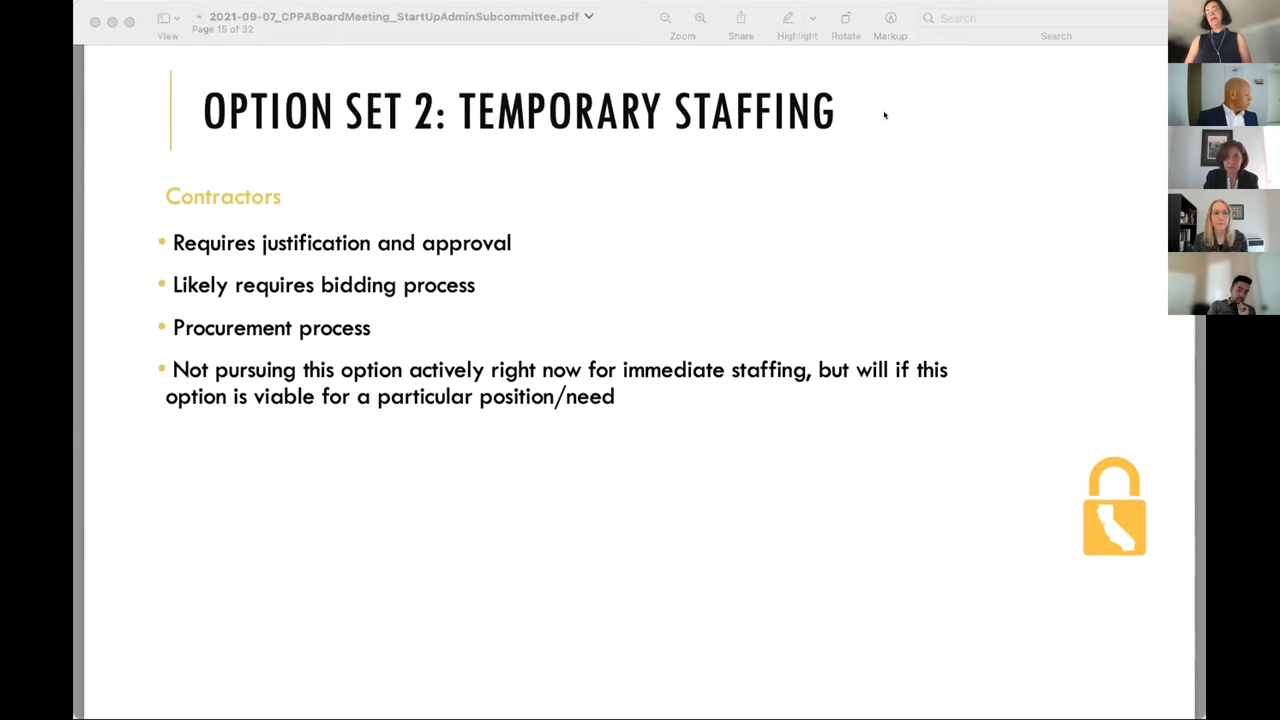 2021-09-07_CPPABoardMeeting_StartUpAdminSubcommittee.pdf
Page 15 of 32
View
Zoom
Share
Highlight
Rotate
Markup
Search
Search
OPTION SET 2: TEMPORARY STAFFING
Contractors
• Requires justification and approval
• Likely requires bidding process
• Procurement process
• Not pursuing this option actively right now for immediate staffing, but will if this
option is viable for a particular position/need